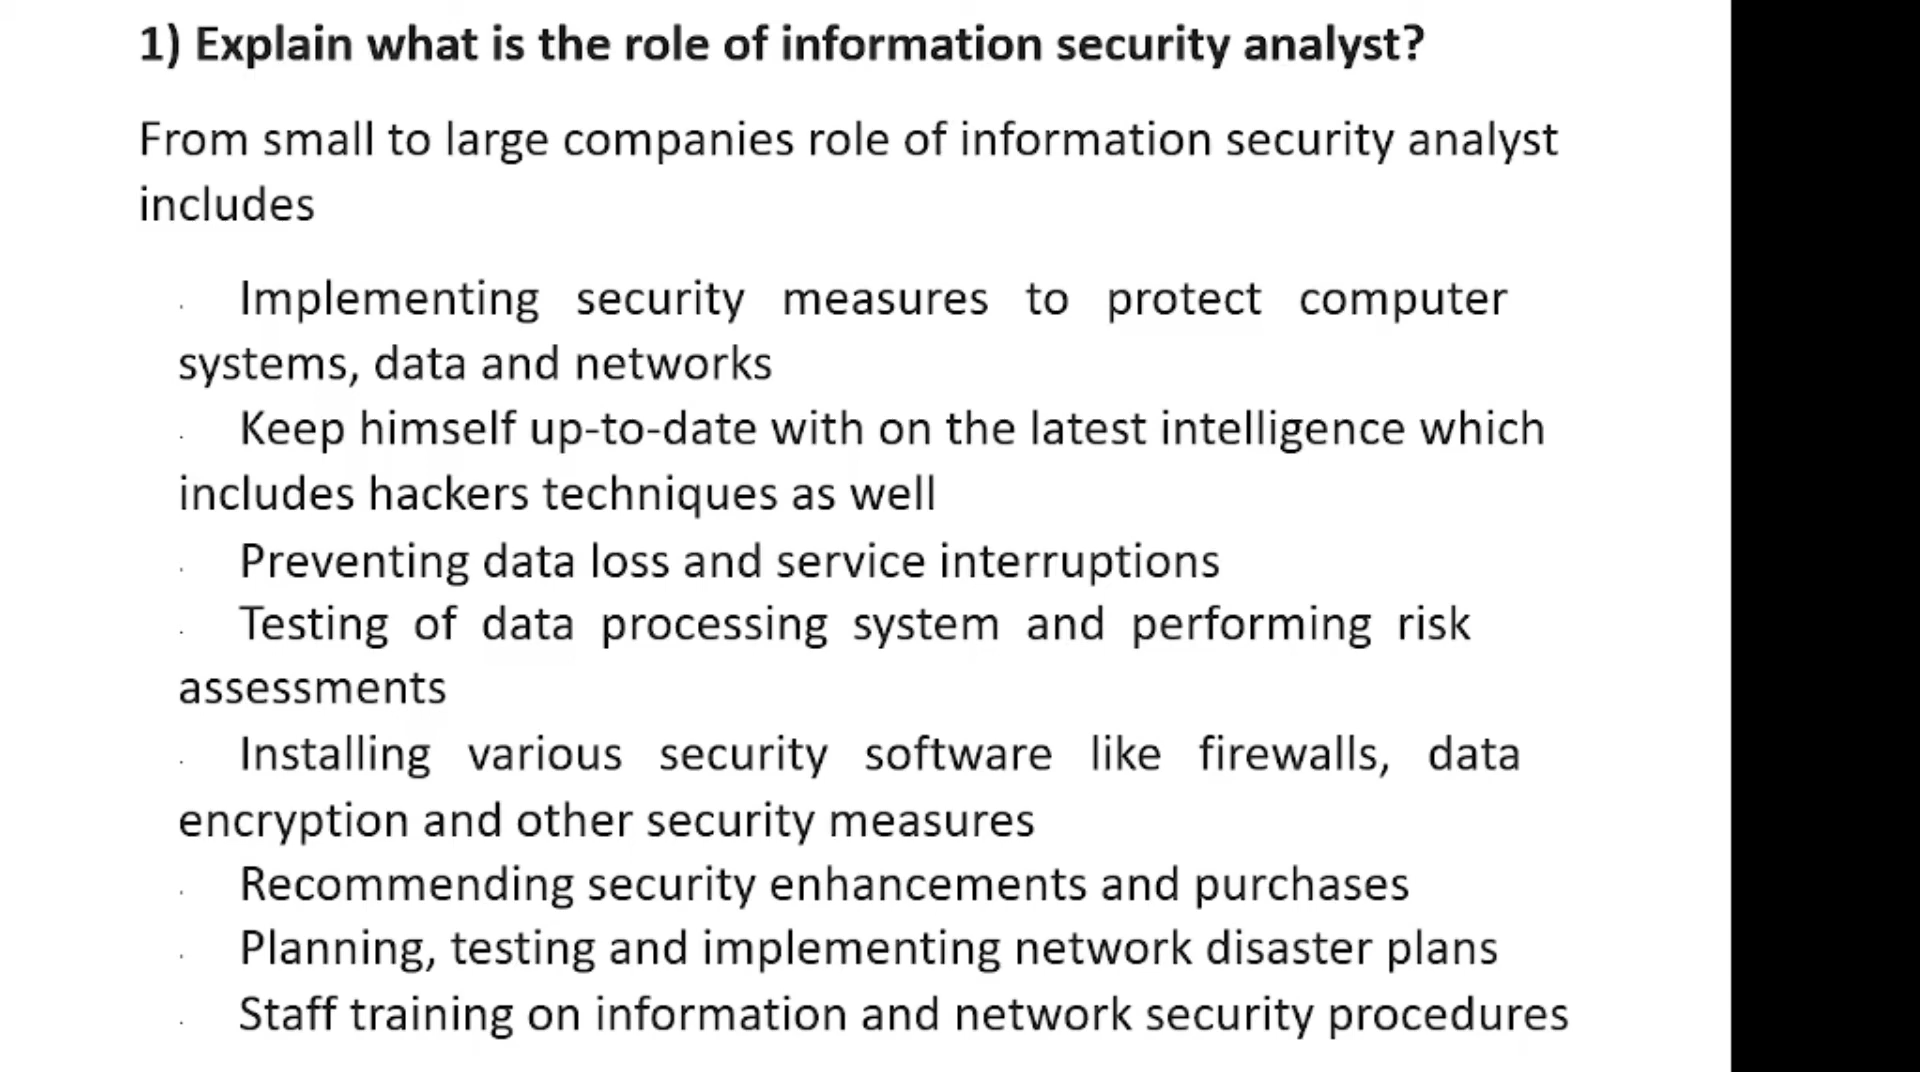 1) Explain what is the role of information security analyst?
From small to large companies role of information security analyst
includes
· Implementing security measures to protect computer
systems, data and networks
· Keep himself up-to-date with on the latest intelligence which
includes hackers techniques as well
· Preventing data loss and service interruptions
· Testing of data processing system and performing risk
assessments
· Installing various security software like firewalls, data
encryption and other security measures
· Recommending security enhancements and purchases
· Planning, testing and implementing network disaster plans
· Staff training on information and network security procedures